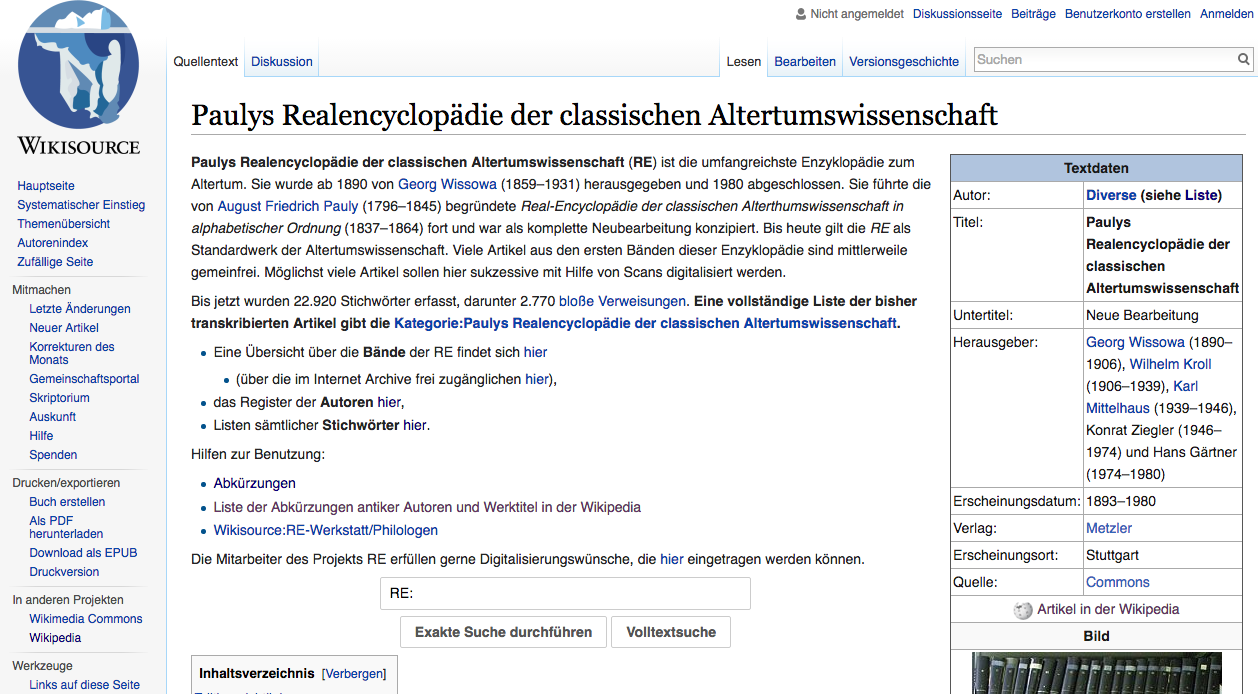 Nicht angemeldet Diskussionsseite Beiträge Benutzerkonto erstellen Anmelden
Quellentext Diskussion Lesen Bearbeiten Versionsgeschichte Suchen
WIKISOURCE
Hauptseite
Systematischer Einstieg
Themenübersicht
Autorenindex
Zufällige Seite
Mitmachen
Letzte Änderungen
Neuer Artikel
Korrekturen des
Monats
Gemeinschaftsportal
Skriptorium
Auskunft
Hilfe
Spenden
Drucken/exportieren
Buch erstellen
Als PDF
herunterladen
Download als EPUB
Druckversion
In anderen Projekten
Wikimedia Commons
Wikipedia
Werkzeuge
Links auf diese Seite
Paulys Realencyclopädie der classischen Altertumswissenschaft
Paulys Realencyclopädie der classischen Altertumswissenschaft (RE) ist die umfangreichste Enzyklopädie zum
Altertum. Sie wurde ab 1890 von Georg Wissowa (1859–1931) herausgegeben und 1980 abgeschlossen. Sie führte die
von August Friedrich Pauly (1796–1845) begründete Real-Encyclopädie der classischen Alterthumswissenschaft in
alphabetischer Ordnung (1837–1864) fort und war als komplette Neubearbeitung konzipiert. Bis heute gilt die RE als
Standardwerk der Altertumswissenschaft. Viele Artikel aus den ersten Bänden dieser Enzyklopädie sind mittlerweile
gemeinfrei. Möglichst viele Artikel sollen hier sukzessive mit Hilfe von Scans digitalisiert werden.
Bis jetzt wurden 22.920 Stichwörter erfasst, darunter 2.770 bloße Verweisungen. Eine vollständige Liste der bisher
transkribierten Artikel gibt die Kategorie:Paulys Realencyclopädie der classischen Altertumswissenschaft.
Eine Übersicht über die Bände der RE findet sich hier
(über die im Internet Archive frei zugänglichen hier),
das Register der Autoren hier,
Listen sämtlicher Stichwörter hier.
Hilfen zur Benutzung:
Abkürzungen
Liste der Abkürzungen antiker Autoren und Werktitel in der Wikipedia
Wikisource:RE-Werkstatt/Philologen
Die Mitarbeiter des Projekts RE erfüllen gerne Digitalisierungswünsche, die hier eingetragen werden können.
RE:
Exakte Suche durchführen Volltextsuche
Inhaltsverzeichnis [Verbergen]
Textdaten
Autor: Diverse (siehe Liste)
Titel: Paulys
Realencyclopädie der
classischen
Altertumswissenschaft
Untertitel: Neue Bearbeitung
Herausgeber: Georg Wissowa (1890–
1906), Wilhelm Kroll
(1906–1939), Karl
Mittelhaus (1939–1946),
Konrat Ziegler (1946–
1974) und Hans Gärtner
(1974–1980)
Erscheinungsdatum: 1893–1980
Verlag: Metzler
Erscheinungsort: Stuttgart
Quelle: Commons
Artikel in der Wikipedia
Bild